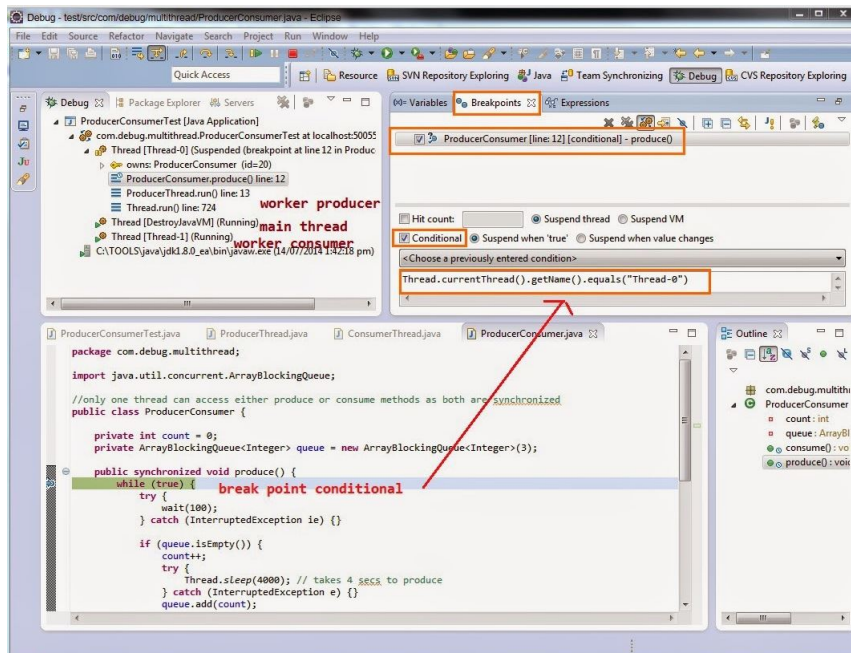 Debug - test/src/com/debug/multithread/ProducerConsumer.java - Eclipse
File Edit Source Refactor Navigate Search Project Run Window Help
Quick Access
Resource SVN Repository Exploring Java Team Synchronizing Debug CVS Repository Exploring
Debug Package Explorer Servers
ProducerConsumerTest [Java Application]
com.debug.multithread.ProducerConsumerTest at localhost:50055
Thread [Thread-0] (Suspended (breakpoint at line 12 in Produc
owns: ProducerConsumer (id=20)
ProducerConsumer.produce() line: 12
ProducerThread.run() line: 13
Thread.run() line: 724
worker producer
Thread [DestroyJavaVM] (Running)
main thread
Thread [Thread-1] (Running)
worker consumer
C:\TOOLS\java\jdk1.8.0_ea\bin\javaw.exe (14/07/2014 1:42:18 pm)
Variables Breakpoints Expressions
ProducerConsumer [line: 12] [conditional] - produce()
Hit count: Suspend thread Suspend VM
Conditional Suspend when 'true' Suspend when value changes
<Choose a previously entered condition>
Thread.currentThread().getName().equals("Thread-0")
ProducerConsumerTest.java ProducerThread.java ConsumerThread.java ProducerConsumer.java
package com.debug.multithread;
import java.util.concurrent.ArrayBlockingQueue;
//only one thread can access either produce or consume methods as both are synchronized
public class ProducerConsumer {
private int count = 0;
private ArrayBlockingQueue<Integer> queue = new ArrayBlockingQueue<Integer>(3);
public synchronized void produce() {
while (true) {
break point conditional
try {
wait(100);
} catch (InterruptedException ie) {}
if (queue.isEmpty()) {
count++;
try {
Thread.sleep(4000); // takes 4 secs to produce
} catch (InterruptedException e) {}
queue.add(count);
Outline
com.debug.multith
ProducerConsumer
count : int
queue : ArrayBl
consume() : vo
produce() : void